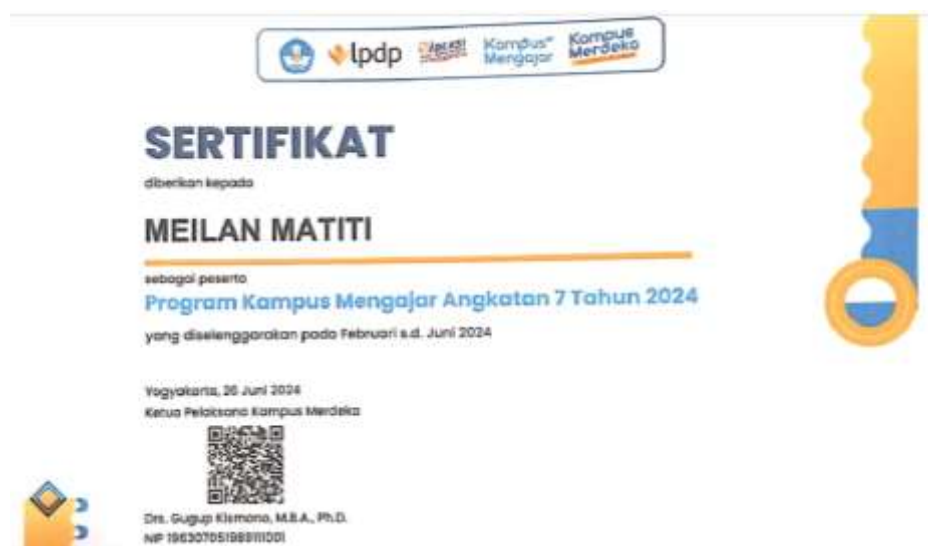 lpdp Kampus Mengajar Kampus Merdeka
SERTIFIKAT
diberikan kepada
MEILAN MATITI
sebagai peserta
Program Kampus Mengajar Angkatan 7 Tahun 2024
yang diselenggarakan pada Februari s.d. Juni 2024
Yogyakarta, 26 Juni 2024
Ketua Pelaksana Kampus Merdeka
Drs. Gugup Kismono, M.B.A., Ph.D.
NIP